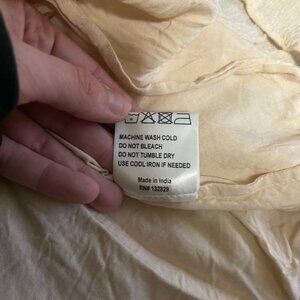 MACHINE WASH COLD
DO NOT BLEACH
DO NOT TUMBLE DRY
USE COOL IRON IF NEEDED
Made in India
RN# 132829